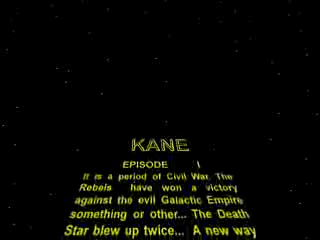 KANE
EPISODE I
It is a period of Civil War. The
Rebels have won a victory
against the evil Galactic Empire
something or other... The Death
Star blew up twice... A new way